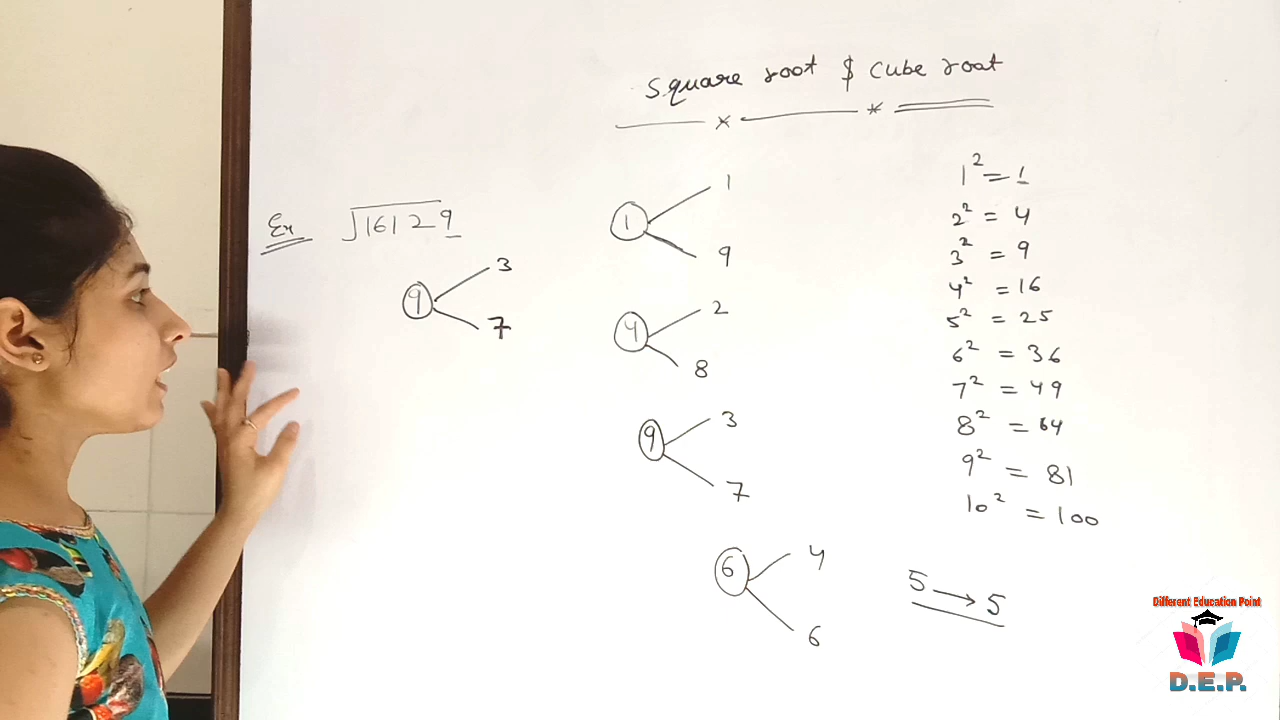 Square root $ cube root
Ex √16129
9
3
7
1
1
9
4
2
8
9
3
7
6
4
6
1² = 1
2² = 4
3² = 9
4² = 16
5² = 25
6² = 36
7² = 49
8² = 64
9² = 81
10² = 100
5 → 5
Different Education Point
D.E.P.